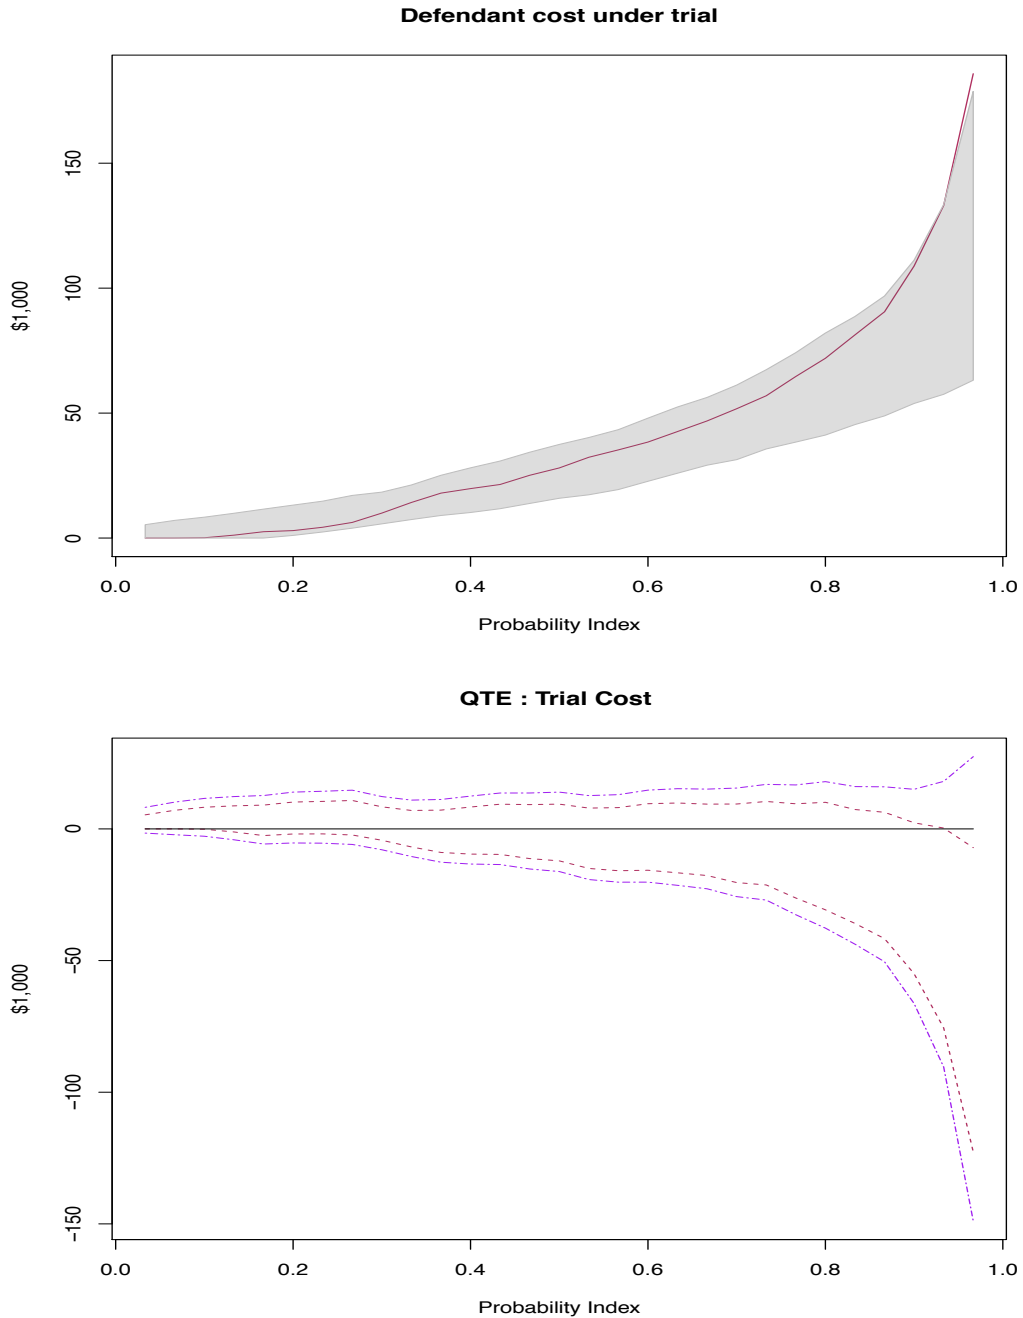 Defendant cost under trial
$1,000
150
100
50
0
0.0 0.2 0.4 0.6 0.8 1.0
Probability Index
QTE : Trial Cost
$1,000
0
−50
−100
−150
0.0 0.2 0.4 0.6 0.8 1.0
Probability Index